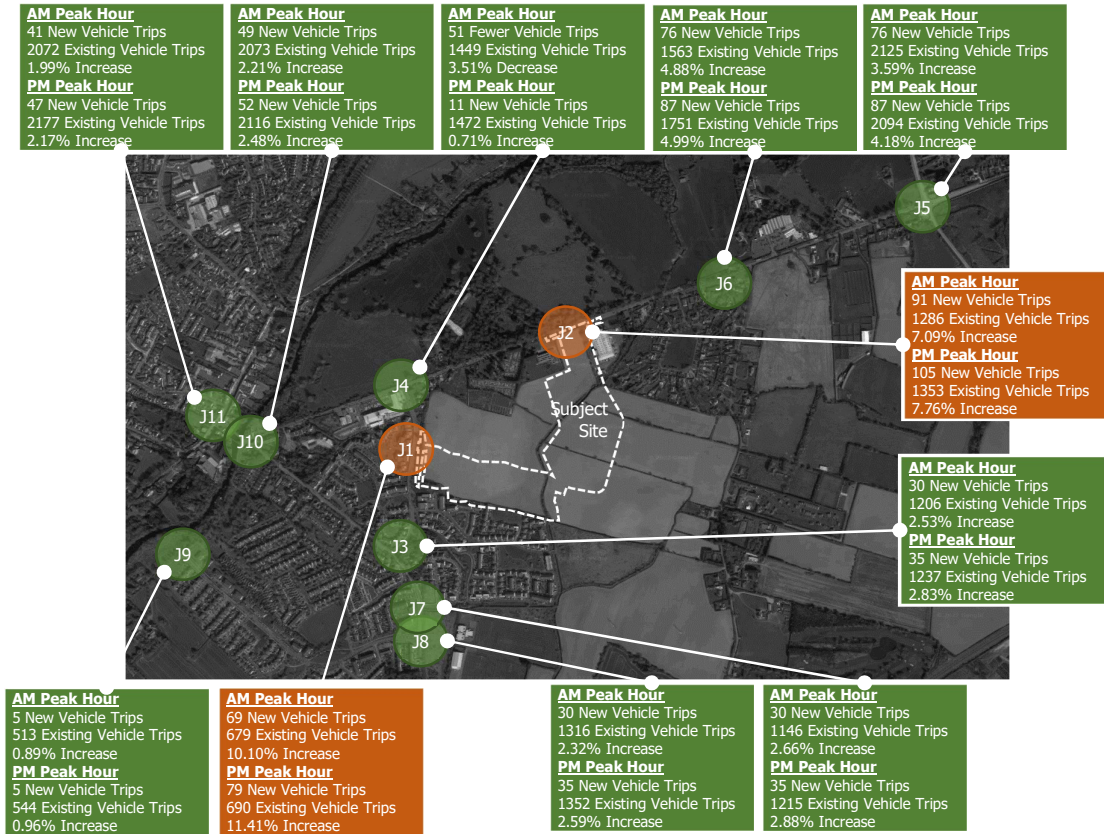 AM Peak Hour
41 New Vehicle Trips
2072 Existing Vehicle Trips
1.99% Increase
PM Peak Hour
47 New Vehicle Trips
2177 Existing Vehicle Trips
2.17% Increase
AM Peak Hour
49 New Vehicle Trips
2073 Existing Vehicle Trips
2.21% Increase
PM Peak Hour
52 New Vehicle Trips
2116 Existing Vehicle Trips
2.48% Increase
AM Peak Hour
51 Fewer Vehicle Trips
1449 Existing Vehicle Trips
3.51% Decrease
PM Peak Hour
11 New Vehicle Trips
1472 Existing Vehicle Trips
0.71% Increase
AM Peak Hour
76 New Vehicle Trips
1563 Existing Vehicle Trips
4.88% Increase
PM Peak Hour
87 New Vehicle Trips
1751 Existing Vehicle Trips
4.99% Increase
AM Peak Hour
76 New Vehicle Trips
2125 Existing Vehicle Trips
3.59% Increase
PM Peak Hour
87 New Vehicle Trips
2094 Existing Vehicle Trips
4.18% Increase
J5
J6
J2
J4
Subject
Site
J11
J10
J1
J9
J3
J7
J8
AM Peak Hour
91 New Vehicle Trips
1286 Existing Vehicle Trips
7.09% Increase
PM Peak Hour
105 New Vehicle Trips
1353 Existing Vehicle Trips
7.76% Increase
AM Peak Hour
30 New Vehicle Trips
1206 Existing Vehicle Trips
2.53% Increase
PM Peak Hour
35 New Vehicle Trips
1237 Existing Vehicle Trips
2.83% Increase
AM Peak Hour
5 New Vehicle Trips
513 Existing Vehicle Trips
0.89% Increase
PM Peak Hour
5 New Vehicle Trips
544 Existing Vehicle Trips
0.96% Increase
AM Peak Hour
69 New Vehicle Trips
679 Existing Vehicle Trips
10.10% Increase
PM Peak Hour
79 New Vehicle Trips
690 Existing Vehicle Trips
11.41% Increase
AM Peak Hour
30 New Vehicle Trips
1316 Existing Vehicle Trips
2.32% Increase
PM Peak Hour
35 New Vehicle Trips
1352 Existing Vehicle Trips
2.59% Increase
AM Peak Hour
30 New Vehicle Trips
1146 Existing Vehicle Trips
2.66% Increase
PM Peak Hour
35 New Vehicle Trips
1215 Existing Vehicle Trips
2.88% Increase